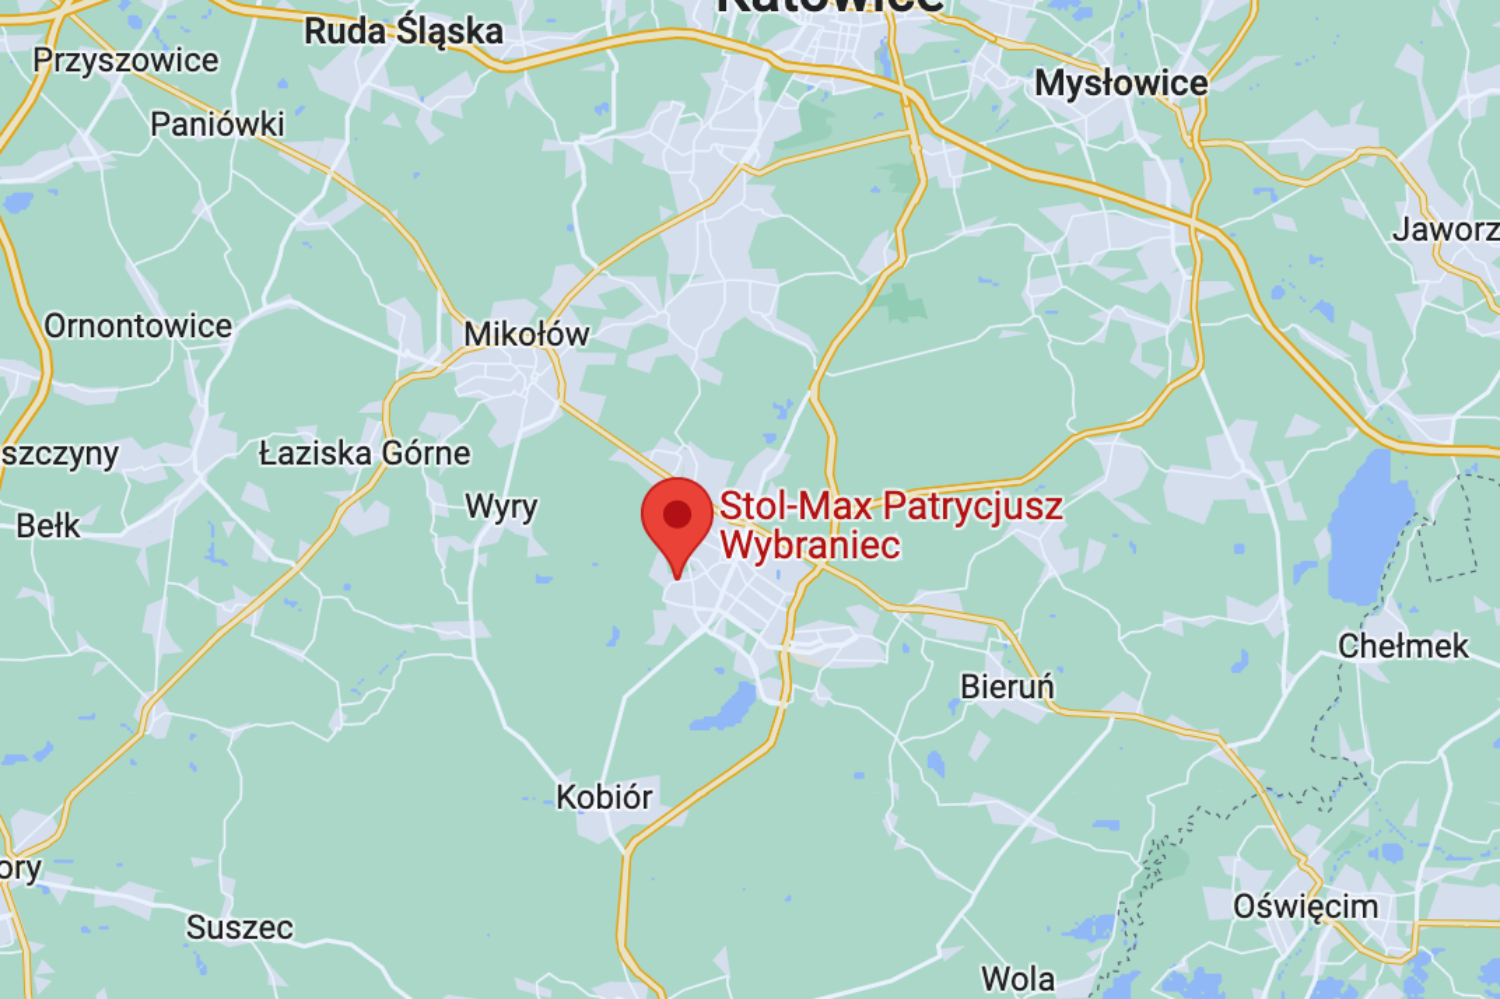 Katowice
Ruda Śląska
Przyszowice
Mysłowice
Paniówki
Jaworz
Ornontowice
Mikołów
szczyny
Łaziska Górne
Wyry
Stol-Max Patrycjusz
Wybraniec
Bełk
Chełmek
Bieruń
Kobiór
ory
Oświęcim
Suszec
Wola